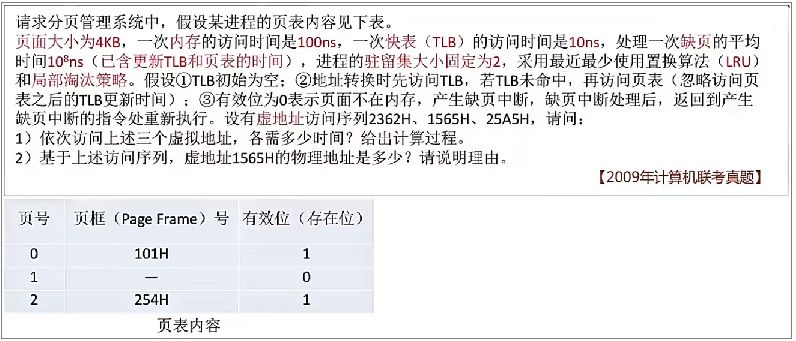 请求分页管理系统中，假设某进程的页表内容见下表。
页面大小为4KB，一次内存的访问时间是100ns，一次快表（TLB）的访问时间是10ns，处理一次缺页的平均
时间10⁸ns（已含更新TLB和页表的时间），进程的驻留集大小固定为2，采用最近最少使用置换算法（LRU）
和局部淘汰策略。假设①TLB初始为空；②地址转换时先访问TLB，若TLB未命中，再访问页表（忽略访问页
表之后的TLB更新时间）；③有效位为0表示页面不在内存，产生缺页中断，缺页中断处理后，返回到产生
缺页中断的指令处重新执行。设有虚地址访问序列2362H、1565H、25A5H，请问：
1）依次访问上述三个虚拟地址，各需多少时间？给出计算过程。
2）基于上述访问序列，虚地址1565H的物理地址是多少？请说明理由。
【2009年计算机联考真题】
页号 页框（Page Frame）号 有效位（存在位）
0 101H 1
1 — 0
2 254H 1
页表内容